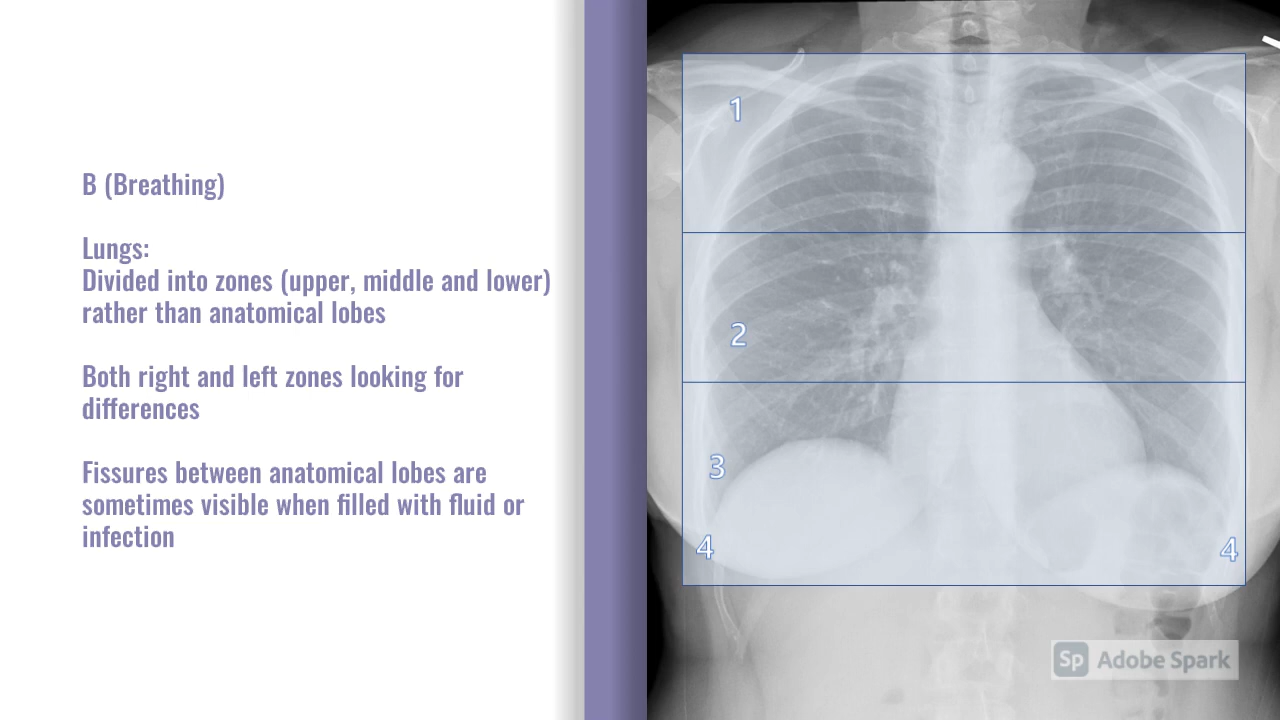 B (Breathing)
Lungs:
Divided into zones (upper, middle and lower)
rather than anatomical lobes
Both right and left zones looking for
differences
Fissures between anatomical lobes are
sometimes visible when filled with fluid or
infection
1
2
3
4
4
Sp Adobe Spark